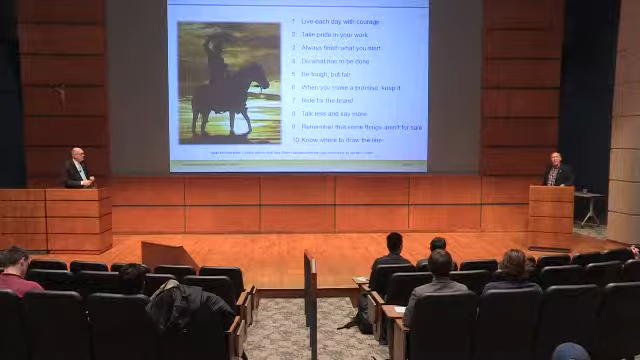 1 Live each day with courage
2 Take pride in your work
3 Always finish what you start
4 Do what has to be done
5 Be tough, but fair
6 When you make a promise, keep it
7 Ride for the brand
8 Talk less and say more
9 Remember that some things aren't for sale
10 Know where to draw the line